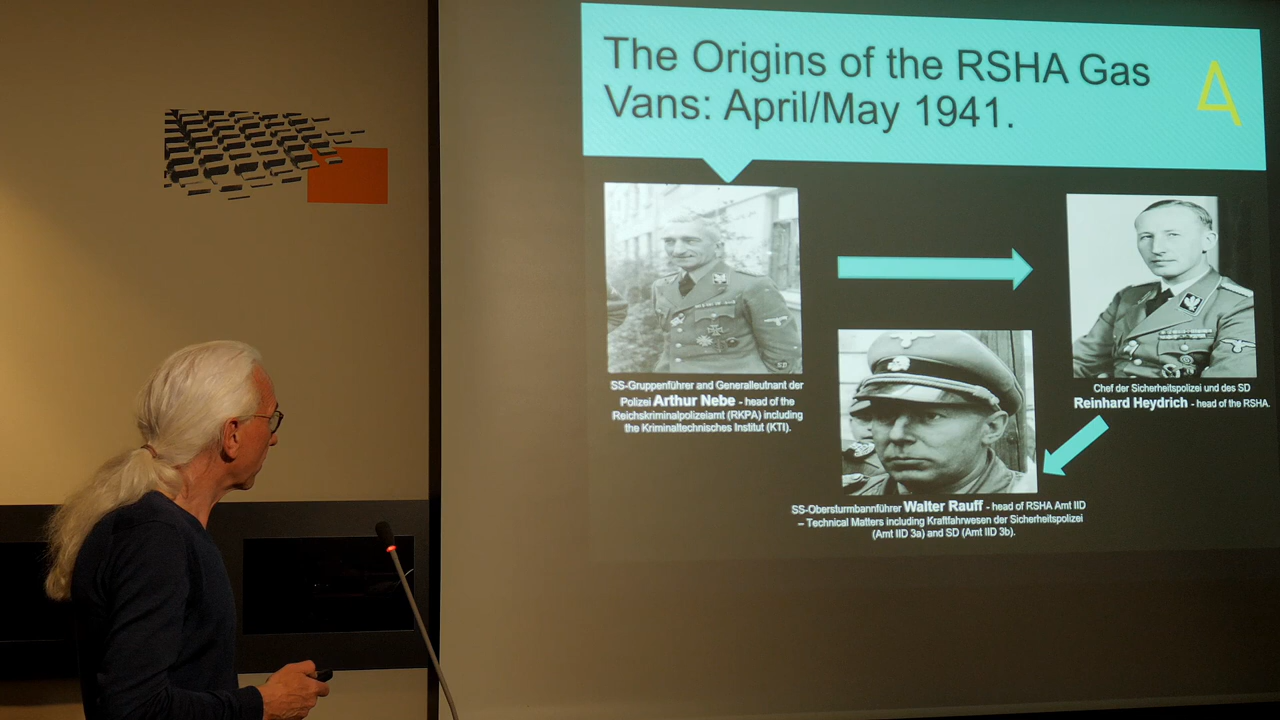 The Origins of the RSHA Gas
Vans: April/May 1941.
SS-Gruppenführer and Generalleutnant der
Polizei Arthur Nebe - head of the
Reichskriminalpolizeiamt (RKPA) including
the Kriminaltechnisches Institut (KTI).
Chef der Sicherheitspolizei und des SD
Reinhard Heydrich - head of the RSHA.
SS-Obersturmbannführer Walter Rauff - head of RSHA Amt IID
– Technical Matters including Kraftfahrwesen der Sicherheitspolizei
(Amt IID 3a) and SD (Amt IID 3b).